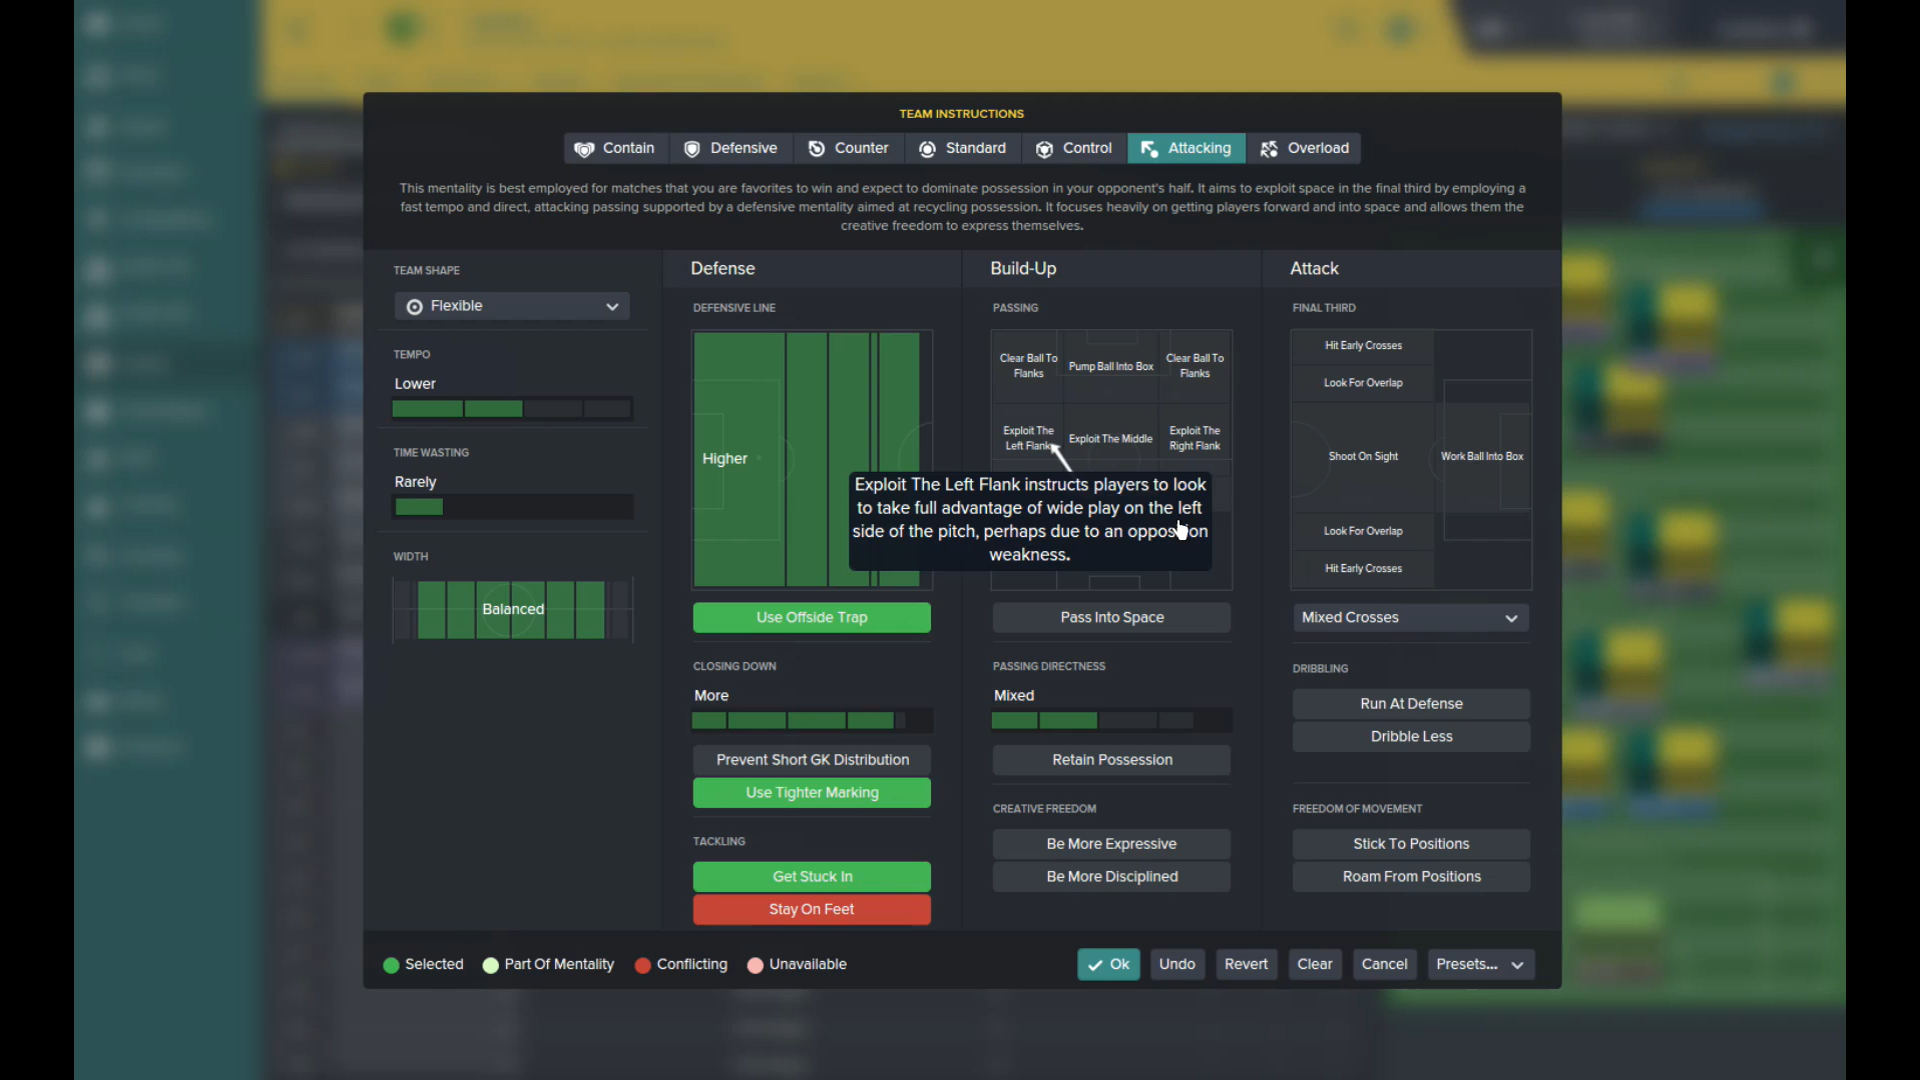 TEAM INSTRUCTIONS
Contain
Defensive
Counter
Standard
Control
Attacking
Overload
This mentality is best employed for matches that you are favorites to win and expect to dominate possession in your opponent's half. It aims to exploit space in the final third by employing a
fast tempo and direct, attacking passing supported by a defensive mentality aimed at recycling possession. It focuses heavily on getting players forward and into space and allows them the
creative freedom to express themselves.
TEAM SHAPE
Flexible
TEMPO
Lower
TIME WASTING
Rarely
WIDTH
Balanced
Defense
DEFENSIVE LINE
Higher
Use Offside Trap
CLOSING DOWN
More
Prevent Short GK Distribution
Use Tighter Marking
TACKLING
Get Stuck In
Stay On Feet
Build-Up
PASSING
Clear Ball To
Flanks
Pump Ball Into Box
Clear Ball To
Flanks
Exploit The
Left Flank
Exploit The Middle
Exploit The
Right Flank
Exploit The Left Flank instructs players to look
to take full advantage of wide play on the left
side of the pitch, perhaps due to an opposition
weakness.
Pass Into Space
PASSING DIRECTNESS
Mixed
Retain Possession
CREATIVE FREEDOM
Be More Expressive
Be More Disciplined
Attack
FINAL THIRD
Hit Early Crosses
Look For Overlap
Shoot On Sight
Work Ball Into Box
Look For Overlap
Hit Early Crosses
Mixed Crosses
DRIBBLING
Run At Defense
Dribble Less
FREEDOM OF MOVEMENT
Stick To Positions
Roam From Positions
Selected
Part Of Mentality
Conflicting
Unavailable
Ok
Undo
Revert
Clear
Cancel
Presets...